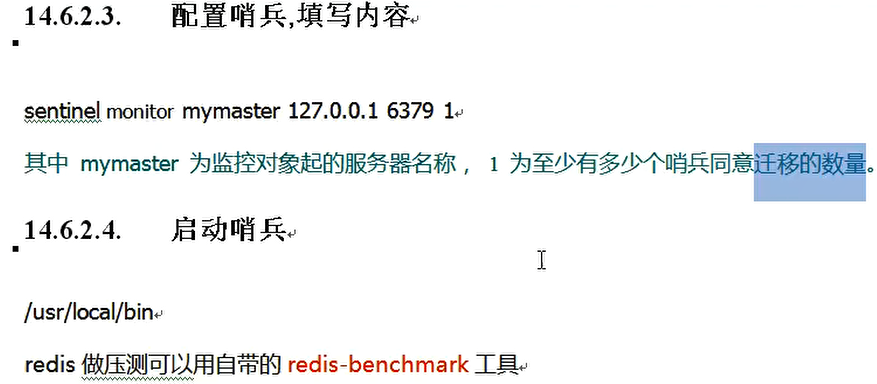 14.6.2.3. 配置哨兵,填写内容
sentinel monitor mymaster 127.0.0.1 6379 1
其中 mymaster 为监控对象起的服务器名称， 1 为至少有多少个哨兵同意迁移的数量。
14.6.2.4. 启动哨兵
/usr/local/bin
redis 做压测可以用自带的 redis-benchmark 工具